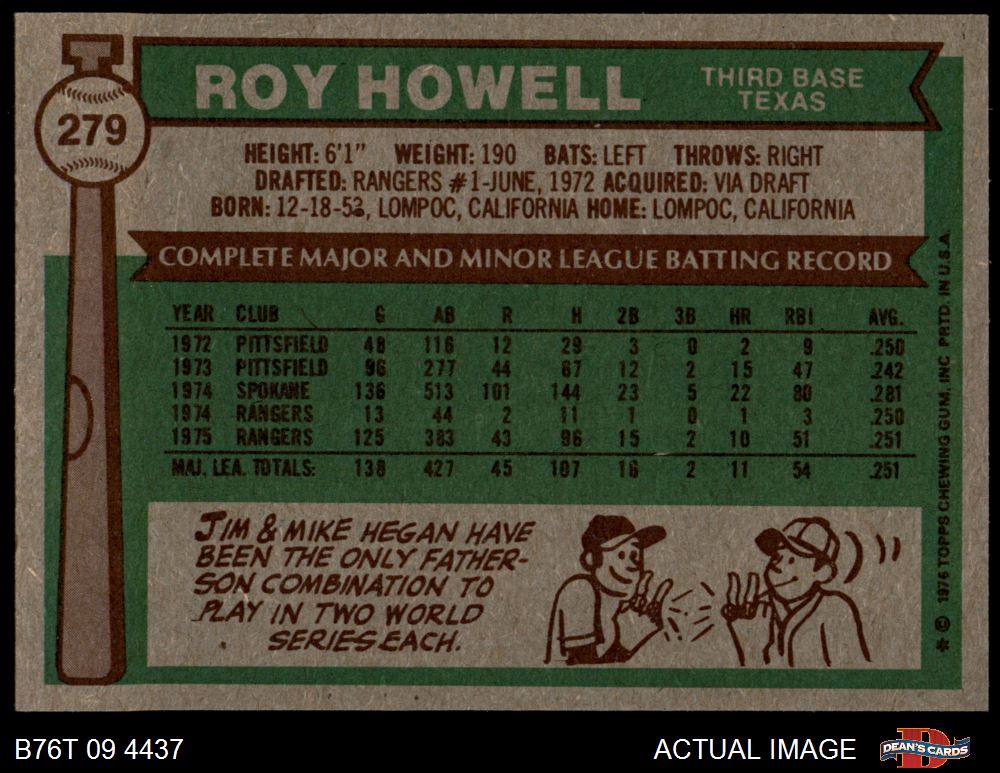 279
ROY HOWELL
THIRD BASE
TEXAS
HEIGHT: 6'1" WEIGHT: 190 BATS: LEFT THROWS: RIGHT
DRAFTED: RANGERS #1-JUNE, 1972 ACQUIRED: VIA DRAFT
BORN: 12-18-53, LOMPOC, CALIFORNIA HOME: LOMPOC, CALIFORNIA
COMPLETE MAJOR AND MINOR LEAGUE BATTING RECORD
YEAR CLUB G AB R H 2B 3B HR RBI AVG.
1972 PITTSFIELD 48 116 12 29 3 0 2 9 .250
1973 PITTSFIELD 96 277 44 67 12 2 15 47 .242
1974 SPOKANE 136 513 101 144 23 5 22 80 .281
1974 RANGERS 13 44 2 11 1 0 1 3 .250
1975 RANGERS 125 383 43 96 15 2 10 51 .251
MAJ. LEA. TOTALS: 138 427 45 107 16 2 11 54 .251
JIM & MIKE HEGAN HAVE
BEEN THE ONLY FATHER-
SON COMBINATION TO
PLAY IN TWO WORLD
SERIES EACH.
* © 1976 TOPPS CHEWING GUM, INC. PRTD. IN U.S.A.
B76T 09 4437
ACTUAL IMAGE
DEAN'S CARDS